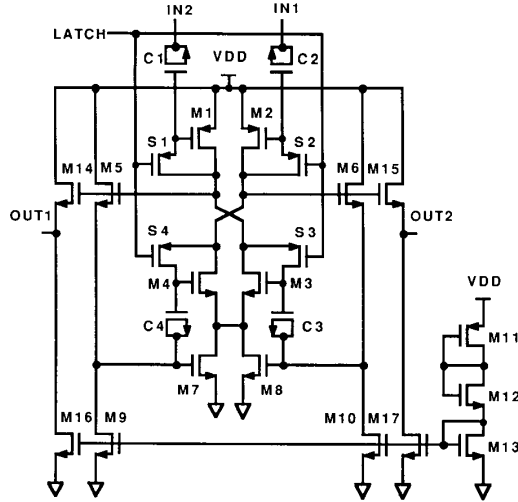 IN2 IN1
LATCH
C1 VDD C2
M1 M2
S1 S2
M14 M5 M6 M15
OUT1 OUT2
S4 S3
M4 M3
VDD
C4 C3
M11
M7 M8
M12
M16 M9 M10 M17
M13